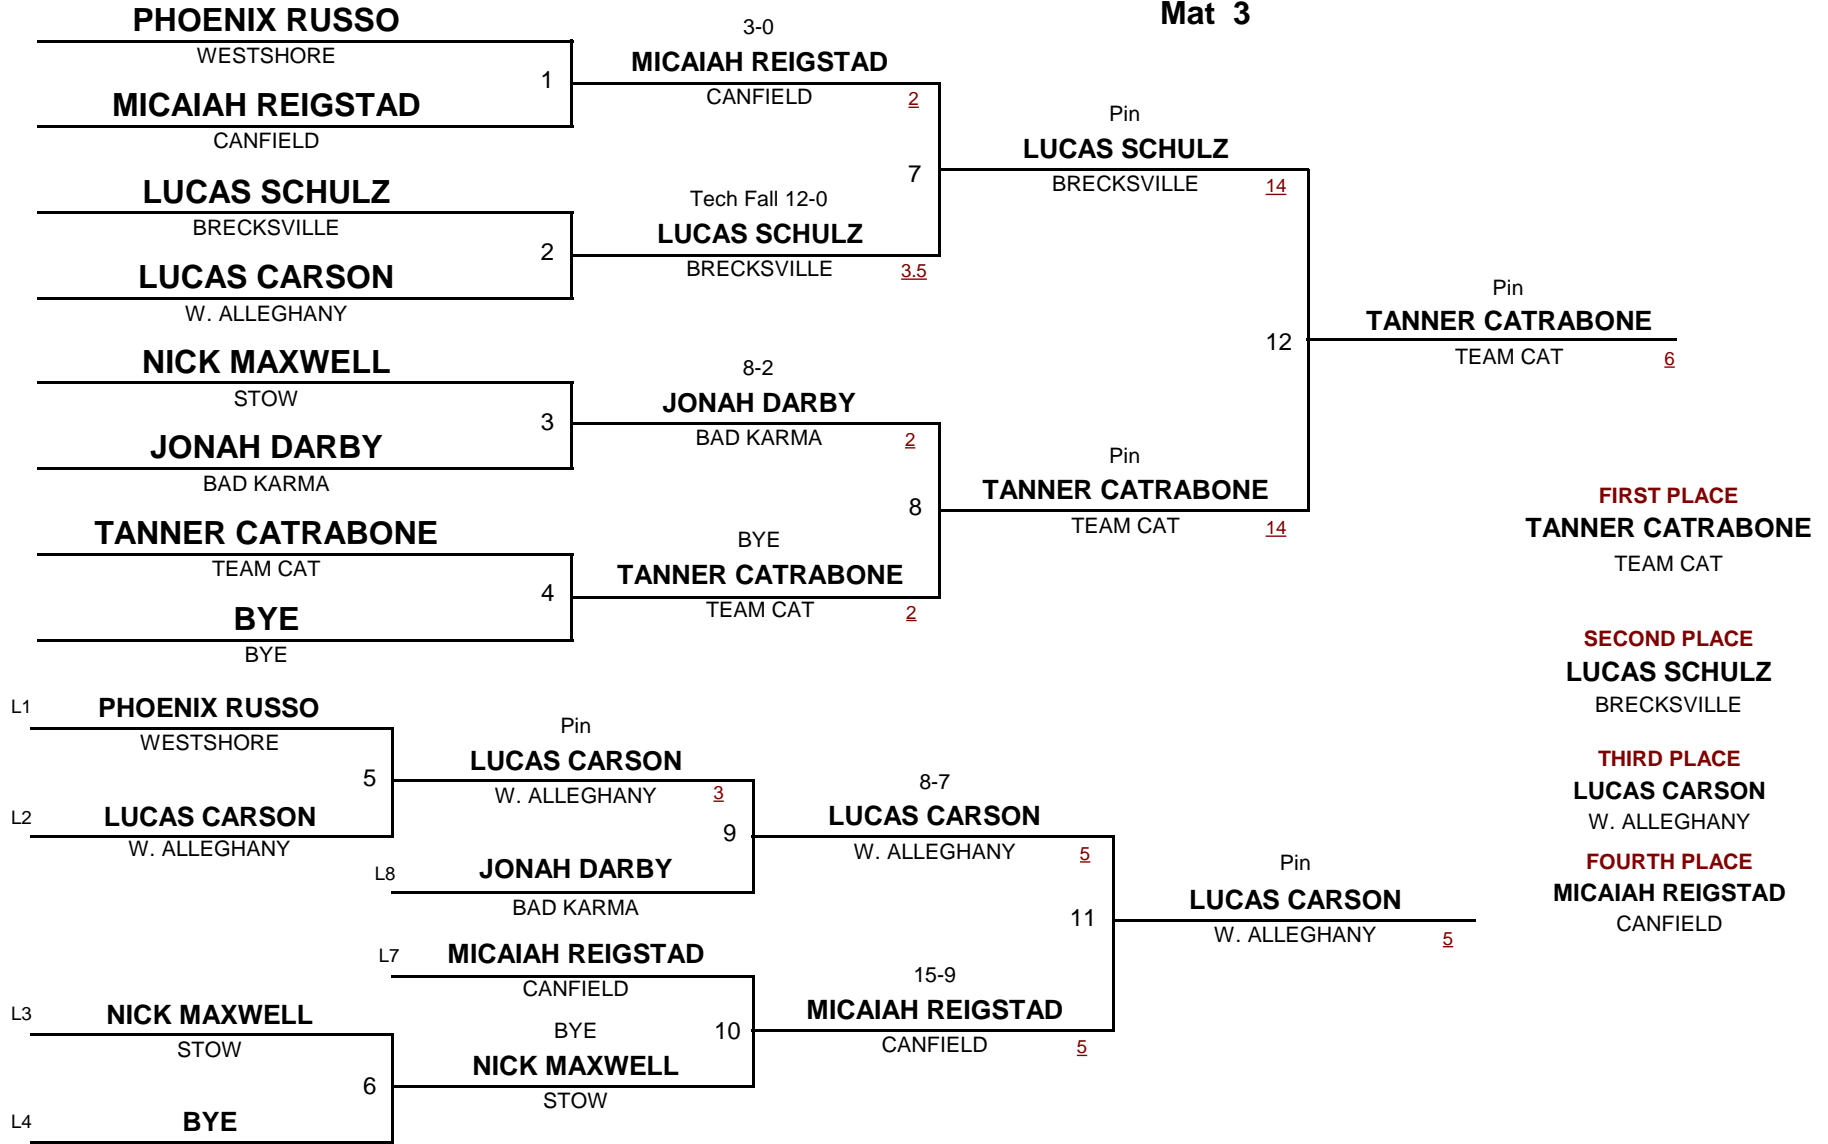 Mat 3
PHOENIX RUSSO
WESTSHORE
1
MICAIAH REIGSTAD
CANFIELD
3-0
MICAIAH REIGSTAD
CANFIELD 2
LUCAS SCHULZ
BRECKSVILLE
2
LUCAS CARSON
W. ALLEGHANY
7
Tech Fall 12-0
LUCAS SCHULZ
BRECKSVILLE 3.5
Pin
LUCAS SCHULZ
BRECKSVILLE 14
NICK MAXWELL
STOW
3
JONAH DARBY
BAD KARMA
8-2
JONAH DARBY
BAD KARMA 2
TANNER CATRABONE
TEAM CAT
4
BYE
BYE
8
BYE
TANNER CATRABONE
TEAM CAT 2
Pin
TANNER CATRABONE
TEAM CAT 14
12
Pin
TANNER CATRABONE
TEAM CAT 6
FIRST PLACE
TANNER CATRABONE
TEAM CAT
SECOND PLACE
LUCAS SCHULZ
BRECKSVILLE
THIRD PLACE
LUCAS CARSON
W. ALLEGHANY
FOURTH PLACE
MICAIAH REIGSTAD
CANFIELD
L1 PHOENIX RUSSO
WESTSHORE
5
L2 LUCAS CARSON
W. ALLEGHANY
Pin
LUCAS CARSON
W. ALLEGHANY 3
9
L8 JONAH DARBY
BAD KARMA
8-7
LUCAS CARSON
W. ALLEGHANY 5
L7 MICAIAH REIGSTAD
CANFIELD
L3 NICK MAXWELL
STOW
6
L4 BYE
BYE
NICK MAXWELL
STOW
10
15-9
MICAIAH REIGSTAD
CANFIELD 5
11
Pin
LUCAS CARSON
W. ALLEGHANY 5